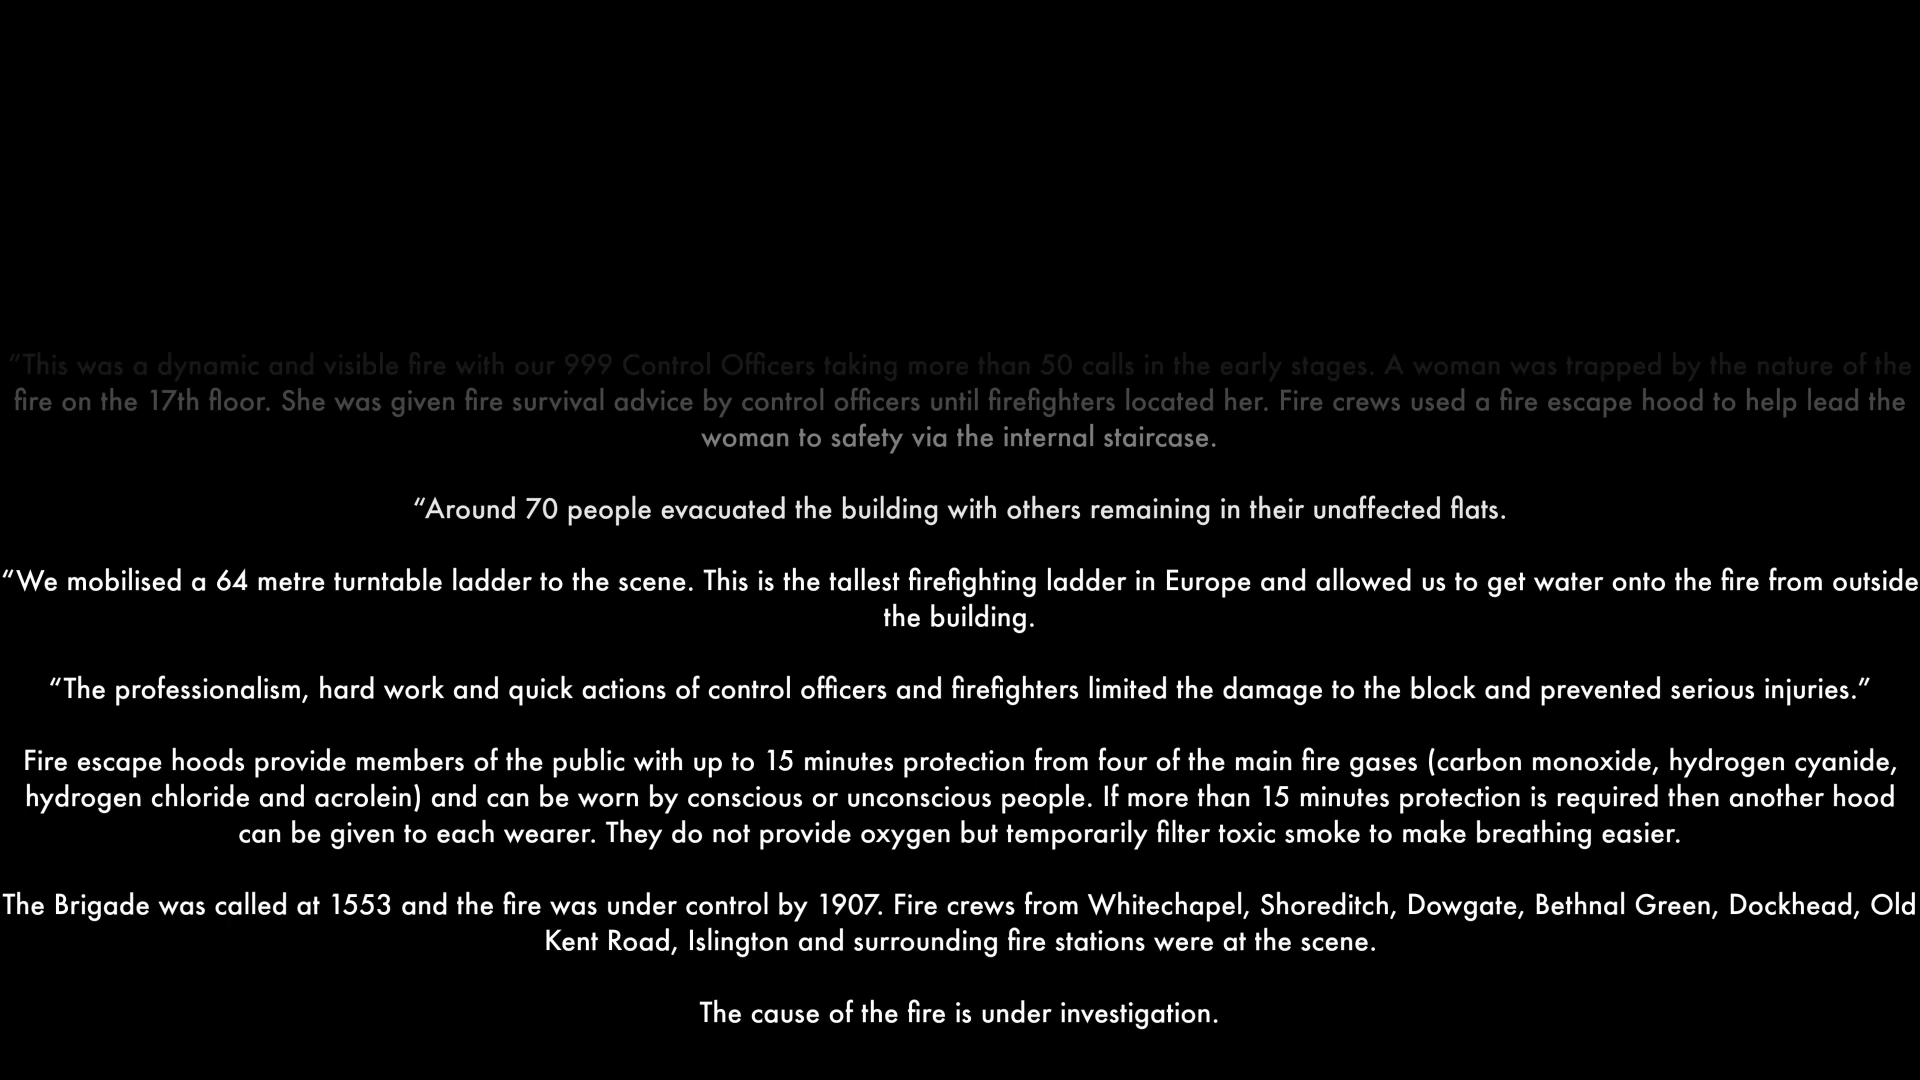 “This was a dynamic and visible fire with our 999 Control Officers taking more than 50 calls in the early stages. A woman was trapped by the nature of the
fire on the 17th floor. She was given fire survival advice by control officers until firefighters located her. Fire crews used a fire escape hood to help lead the
woman to safety via the internal staircase.
“Around 70 people evacuated the building with others remaining in their unaffected flats.
“We mobilised a 64 metre turntable ladder to the scene. This is the tallest firefighting ladder in Europe and allowed us to get water onto the fire from outside
the building.
“The professionalism, hard work and quick actions of control officers and firefighters limited the damage to the block and prevented serious injuries.”
Fire escape hoods provide members of the public with up to 15 minutes protection from four of the main fire gases (carbon monoxide, hydrogen cyanide,
hydrogen chloride and acrolein) and can be worn by conscious or unconscious people. If more than 15 minutes protection is required then another hood
can be given to each wearer. They do not provide oxygen but temporarily filter toxic smoke to make breathing easier.
The Brigade was called at 1553 and the fire was under control by 1907. Fire crews from Whitechapel, Shoreditch, Dowgate, Bethnal Green, Dockhead, Old
Kent Road, Islington and surrounding fire stations were at the scene.
The cause of the fire is under investigation.